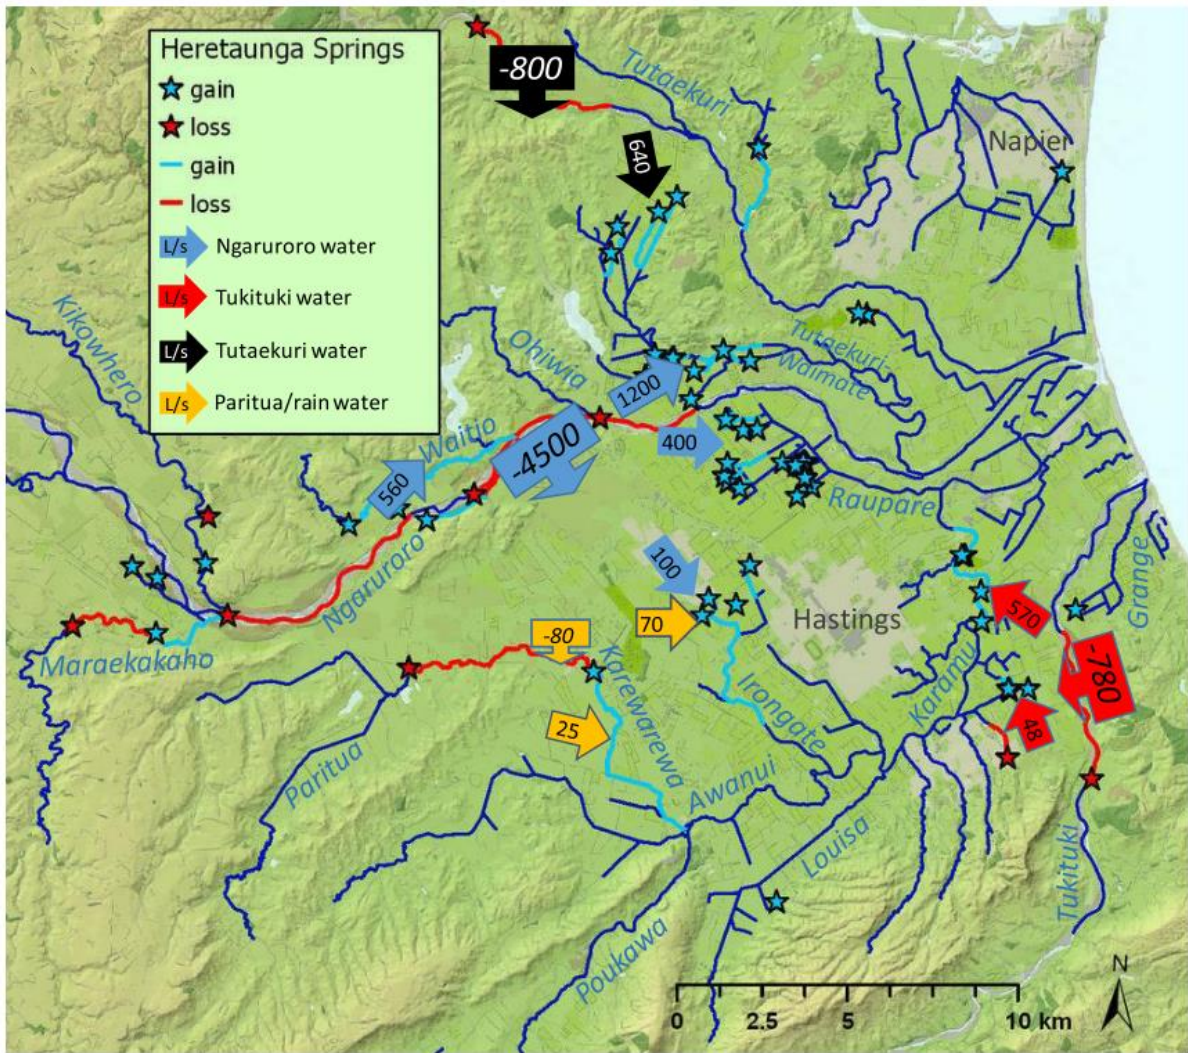 Heretaunga Springs
gain
loss
gain
loss
L/s Ngaruroro water
L/s Tukituki water
L/s Tutaekuri water
L/s Paritua/rain water
-800
Tutaekuri
640
Napier
Kikowhero
Ohiwia
Tutaekuri-
Waimate
1200
Waitio
-4500
400
560
Raupare
Ngaruroro
100
Grange
Hastings
570
70
-80
Maraekakaho
Karewarewa
-780
Irongate
Karamu
25
48
Paritua
Awanui
Louisa
Tukituki
Poukawa
N
0 2.5 5 10 km